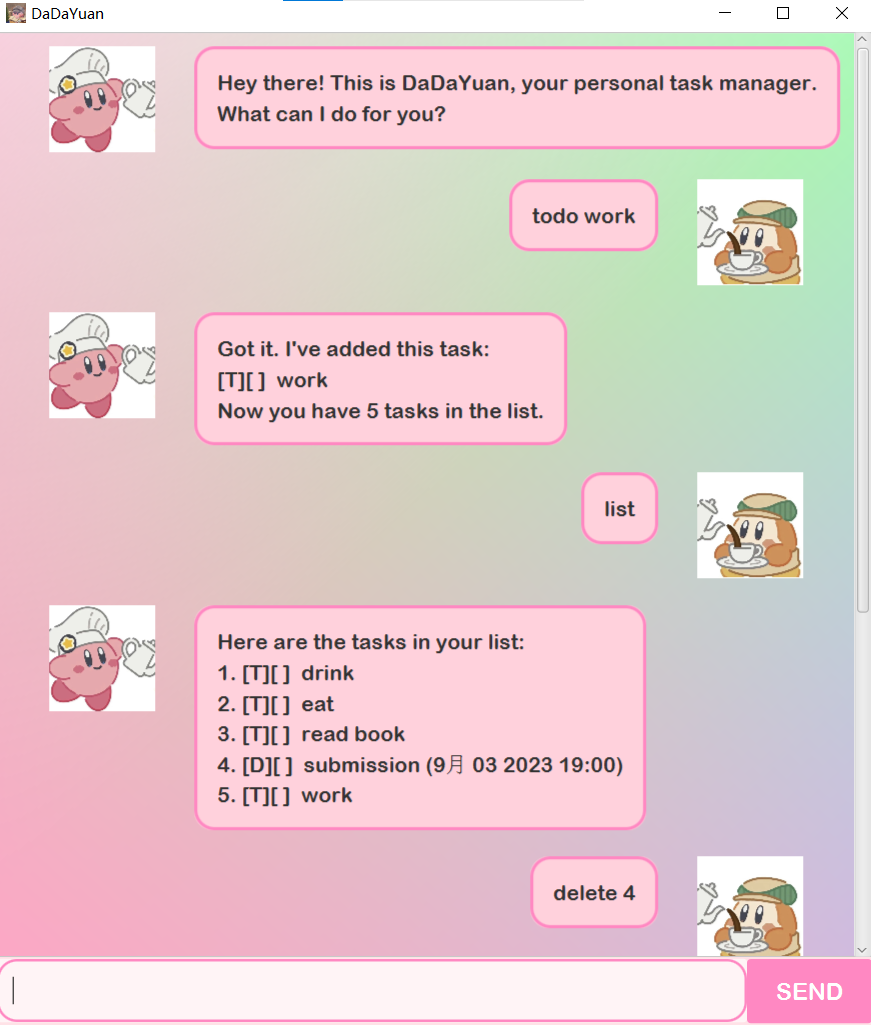 DaDaYuan
Hey there! This is DaDaYuan, your personal task manager.
What can I do for you?
todo work
Got it. I've added this task:
[T][ ]  work
Now you have 5 tasks in the list.
list
Here are the tasks in your list:
1. [T][ ]  drink
2. [T][ ]  eat
3. [T][ ]  read book
4. [D][ ]  submission (9月 03 2023 19:00)
5. [T][ ]  work
delete 4
SEND